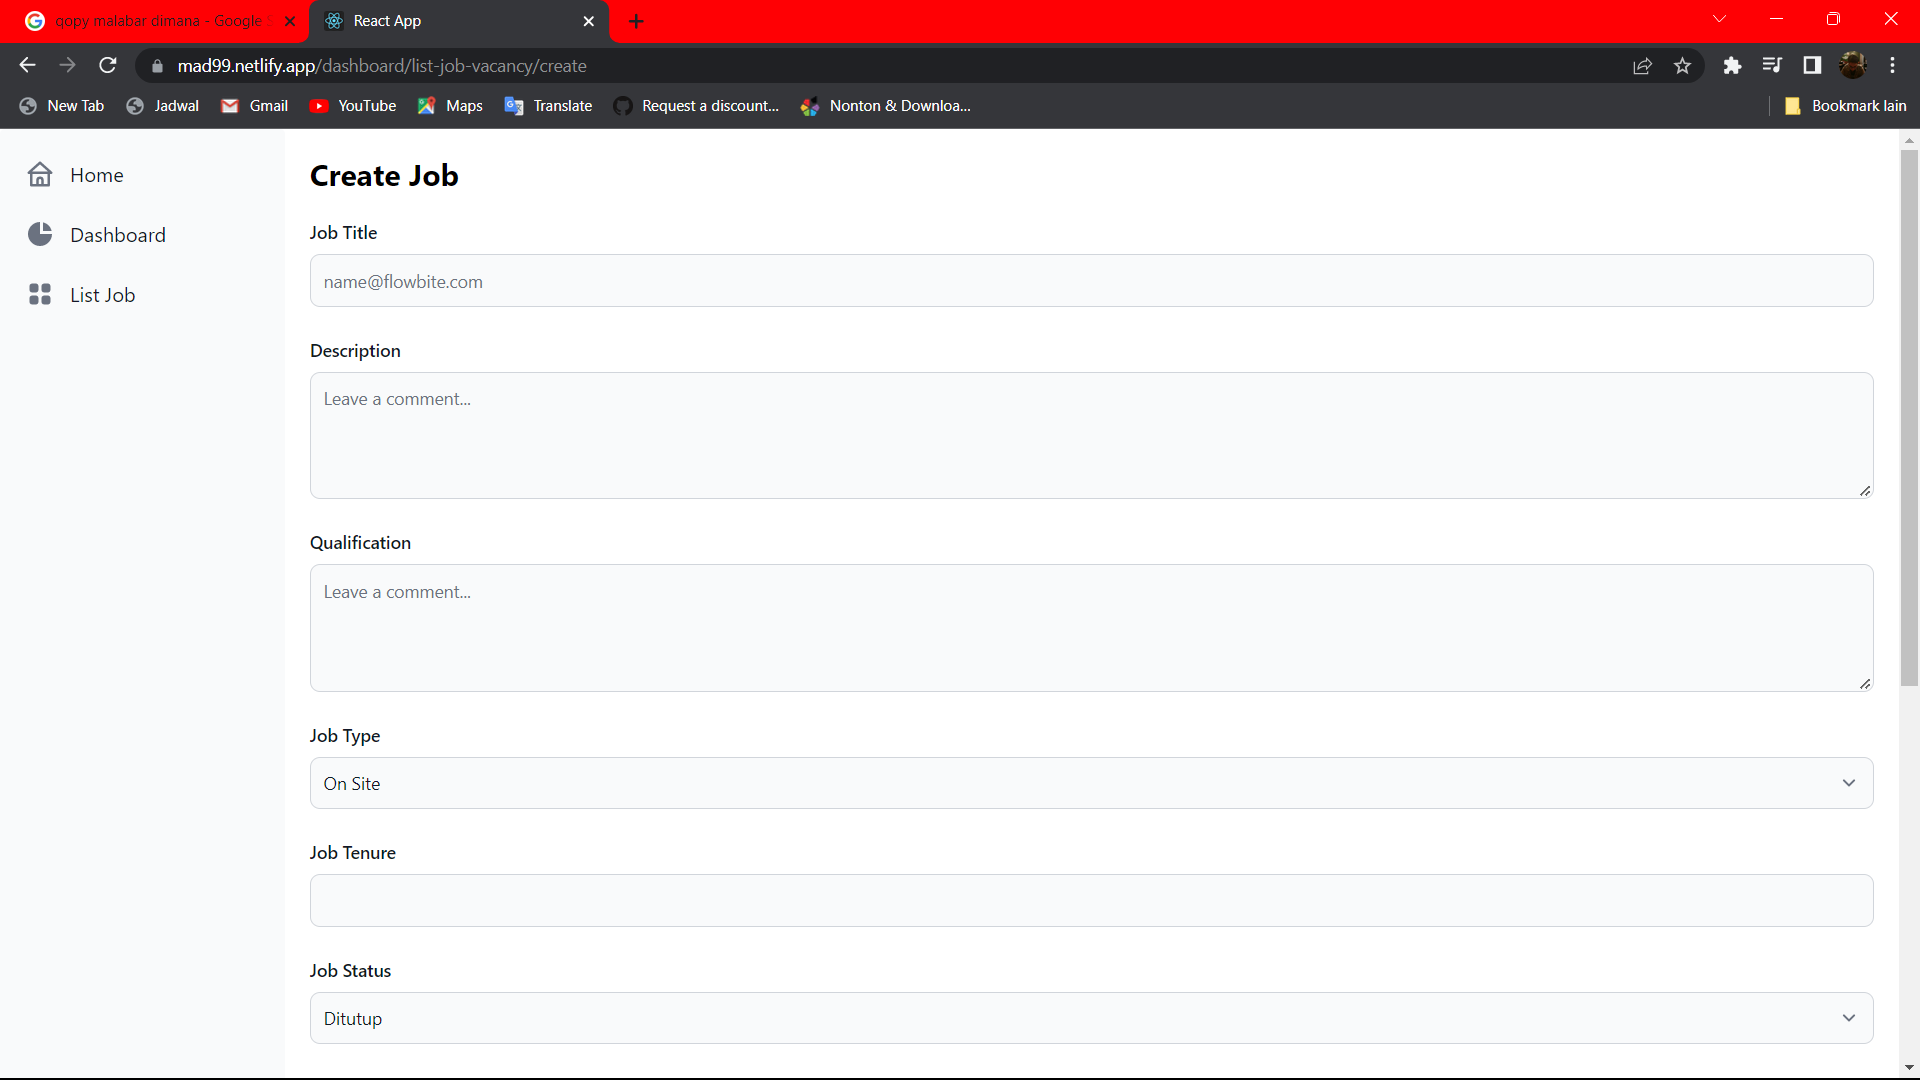 qopy malabar dimana - Google S
React App
mad99.netlify.app/dashboard/list-job-vacancy/create
New Tab
Jadwal
Gmail
YouTube
Maps
Translate
Request a discount...
Nonton & Downloa...
Bookmark lain
Home
Dashboard
List Job
Create Job
Job Title
name@flowbite.com
Description
Leave a comment...
Qualification
Leave a comment...
Job Type
On Site
Job Tenure
Job Status
Ditutup